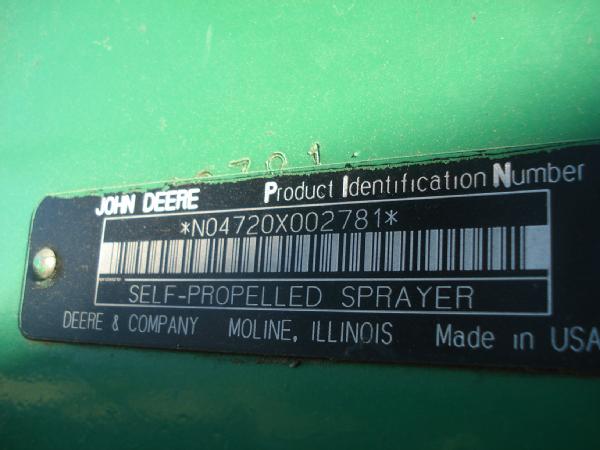 JOHN DEERE Product Identification Number
*N04720X002781*
SELF-PROPELLED SPRAYER
DEERE & COMPANY MOLINE, ILLINOIS Made in USA